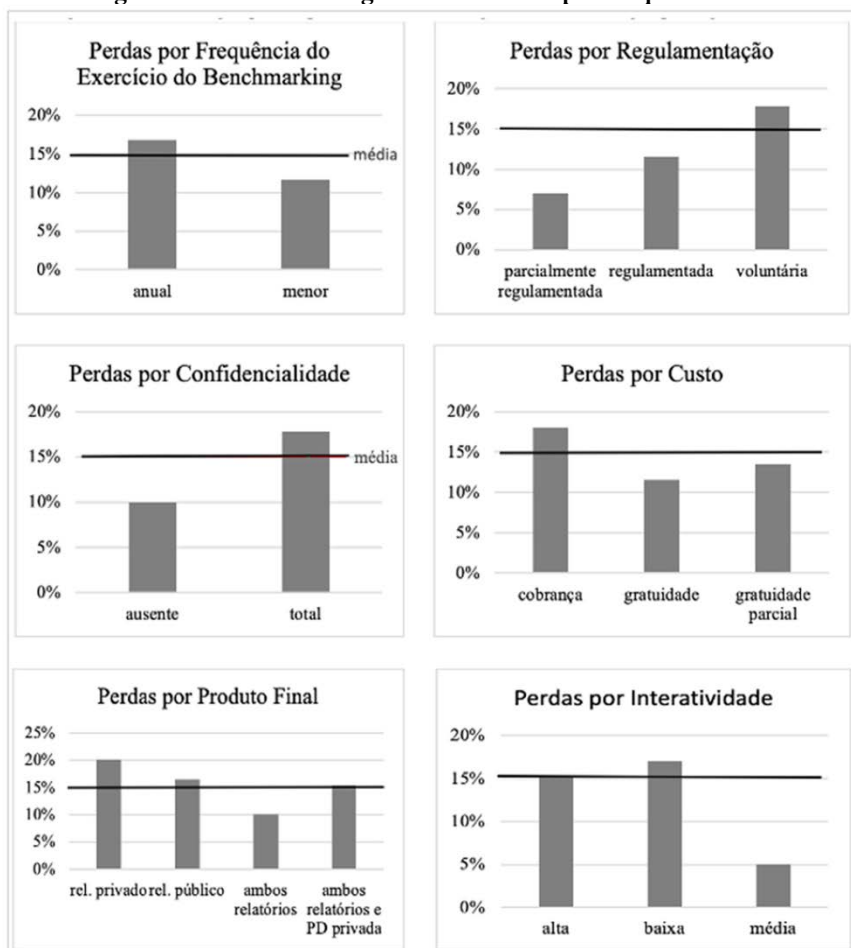 Perdas por Frequência do
Exercício do Benchmarking
20%
15%
10%
5%
0%
média
anual menor
Perdas por Regulamentação
20%
15%
10%
5%
0%
parcialmente regulamentada voluntária
regulamentada
Perdas por Confidencialidade
20%
15%
10%
5%
0%
média
ausente total
Perdas por Custo
20%
15%
10%
5%
0%
cobrança gratuidade gratuidade
parcial
Perdas por Produto Final
25%
20%
15%
10%
5%
0%
rel. privado rel. público ambos ambos
relatórios relatórios e
PD privada
Perdas por Interatividade
20%
15%
10%
5%
0%
alta baixa média